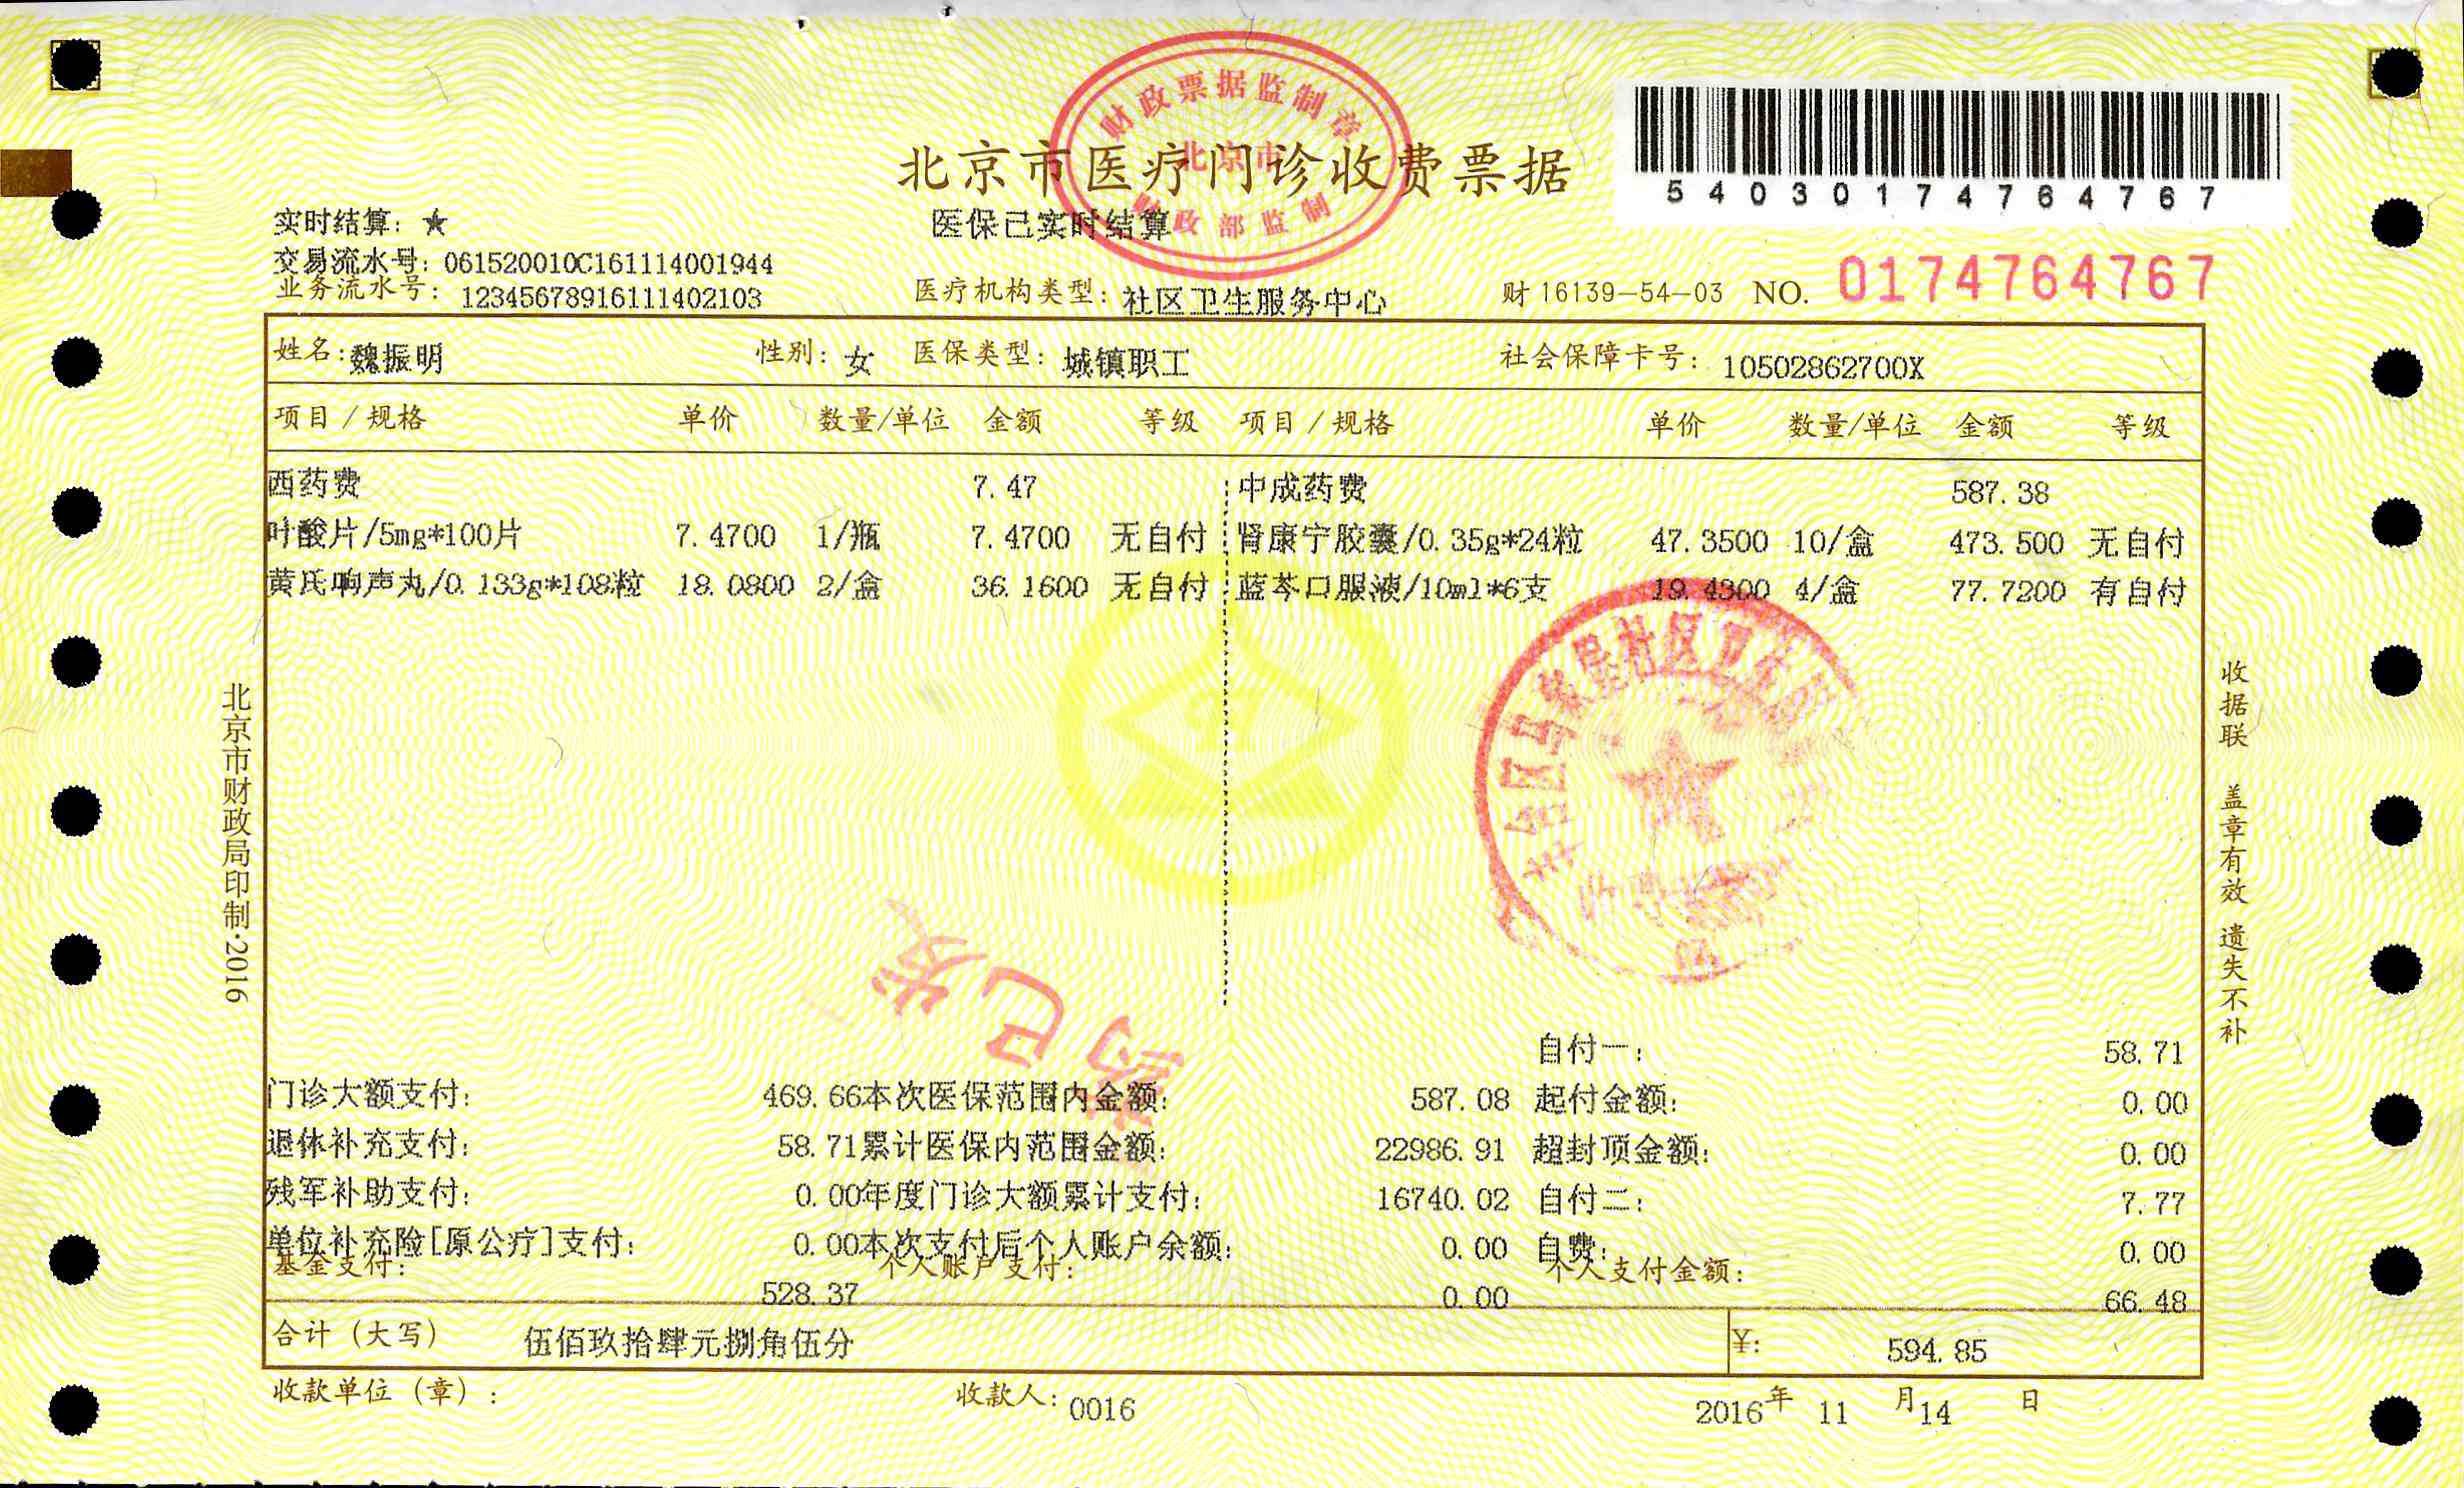 财政票据监制章
北京市
财政部监制
北京市医疗门诊收费票据
540301747 64767
实时结算：★
医保已实时结算
交易流水号：061520010C161114001944
业务流水号：12345678916111402103 医疗机构类型：社区卫生服务中心 财 16139-54-03 NO. 0174764767
姓名：魏振明 性别：女 医保类型：城镇职工 社会保障卡号：10502862700X
项目/规格 单价 数量/单位 金额 等级 项目/规格 单价 数量/单位 金额 等级
西药费 7.47 中成药费 587.38
叶酸片/5mg*100片 7.4700 1/瓶 7.4700 无自付 肾康宁胶囊/0.35g*24粒 47.3500 10/盒 473.500 无自付
黄氏响声丸/0.133g*108粒 18.0800 2/盒 36.1600 无自付 蓝芩口服液/10ml*6支 19.4300 4/盒 77.7200 有自付
北京市财政局印制·2016
收据联 盖章有效 遗失不补
药已发
自付一： 58.71
门诊大额支付： 469.66 本次医保范围内金额： 587.08 起付金额： 0.00
退休补充支付： 58.71 累计医保内范围金额： 22986.91 超封顶金额： 0.00
残军补助支付： 0.00 年度门诊大额累计支付： 16740.02 自付二： 7.77
单位补充险[原公疗]支付： 0.00 本次支付后个人账户余额： 0.00 自费： 0.00
基金支付： 528.37 个人账户支付： 0.00 个人支付金额： 66.48
合计（大写） 伍佰玖拾肆元捌角伍分 ¥: 594.85
收款单位（章）： 收款人：0016 2016年 11 月14 日